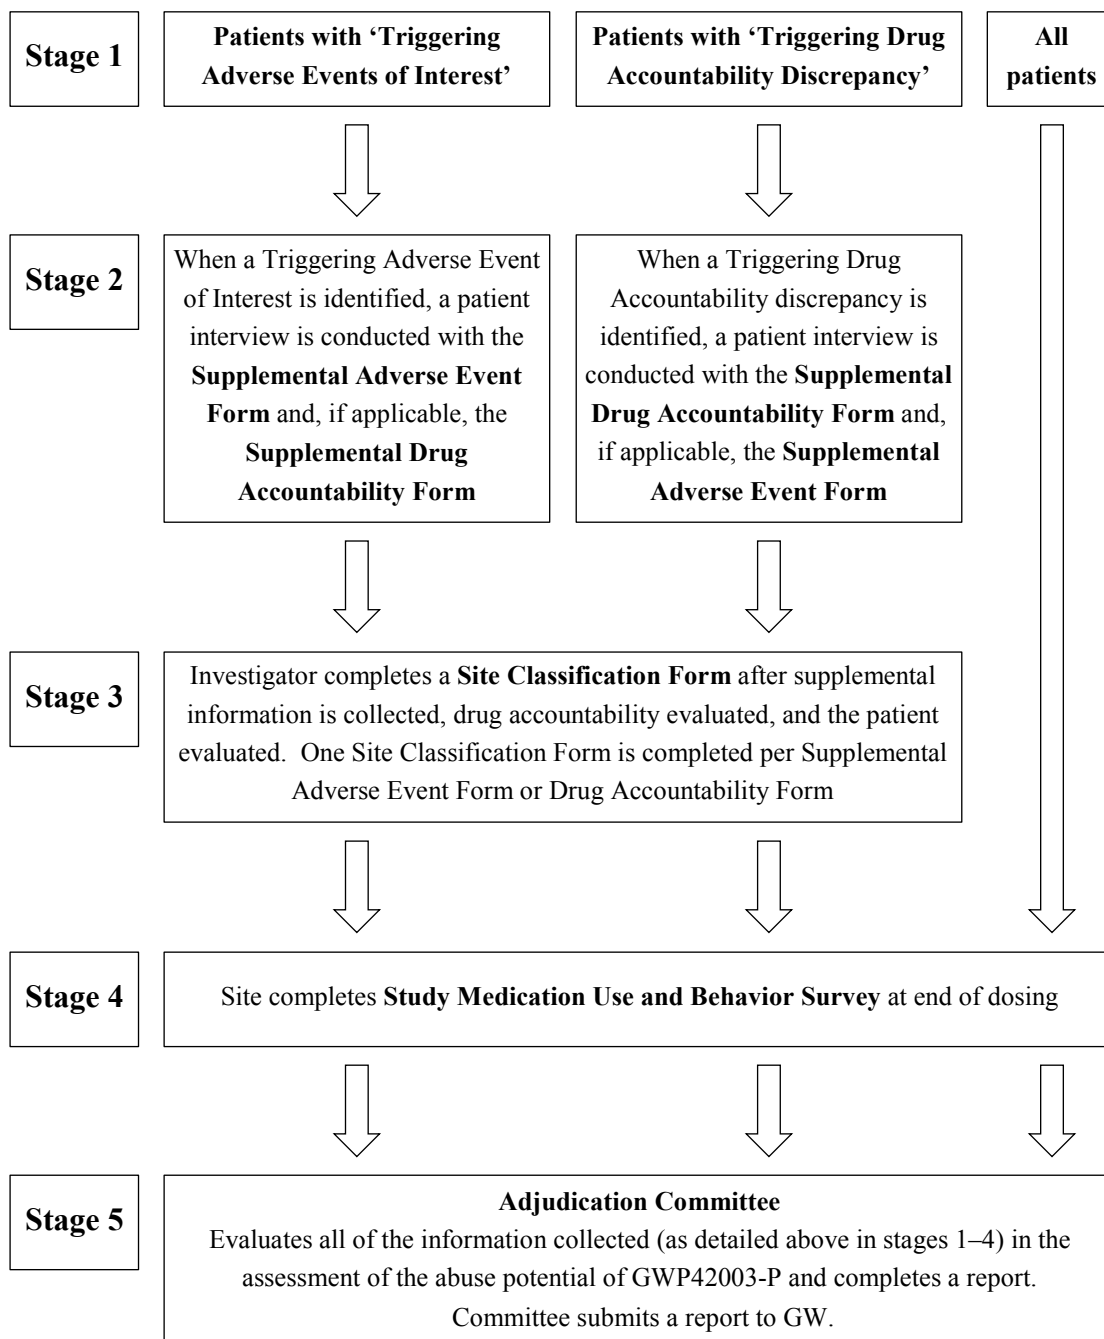 Stage 1
Patients with ‘Triggering
Adverse Events of Interest’
Patients with ‘Triggering Drug
Accountability Discrepancy’
All
patients
Stage 2
When a Triggering Adverse Event
of Interest is identified, a patient
interview is conducted with the
Supplemental Adverse Event
Form and, if applicable, the
Supplemental Drug
Accountability Form
When a Triggering Drug
Accountability discrepancy is
identified, a patient interview is
conducted with the Supplemental
Drug Accountability Form and,
if applicable, the Supplemental
Adverse Event Form
Stage 3
Investigator completes a Site Classification Form after supplemental
information is collected, drug accountability evaluated, and the patient
evaluated. One Site Classification Form is completed per Supplemental
Adverse Event Form or Drug Accountability Form
Stage 4
Site completes Study Medication Use and Behavior Survey at end of dosing
Stage 5
Adjudication Committee
Evaluates all of the information collected (as detailed above in stages 1–4) in the
assessment of the abuse potential of GWP42003-P and completes a report.
Committee submits a report to GW.